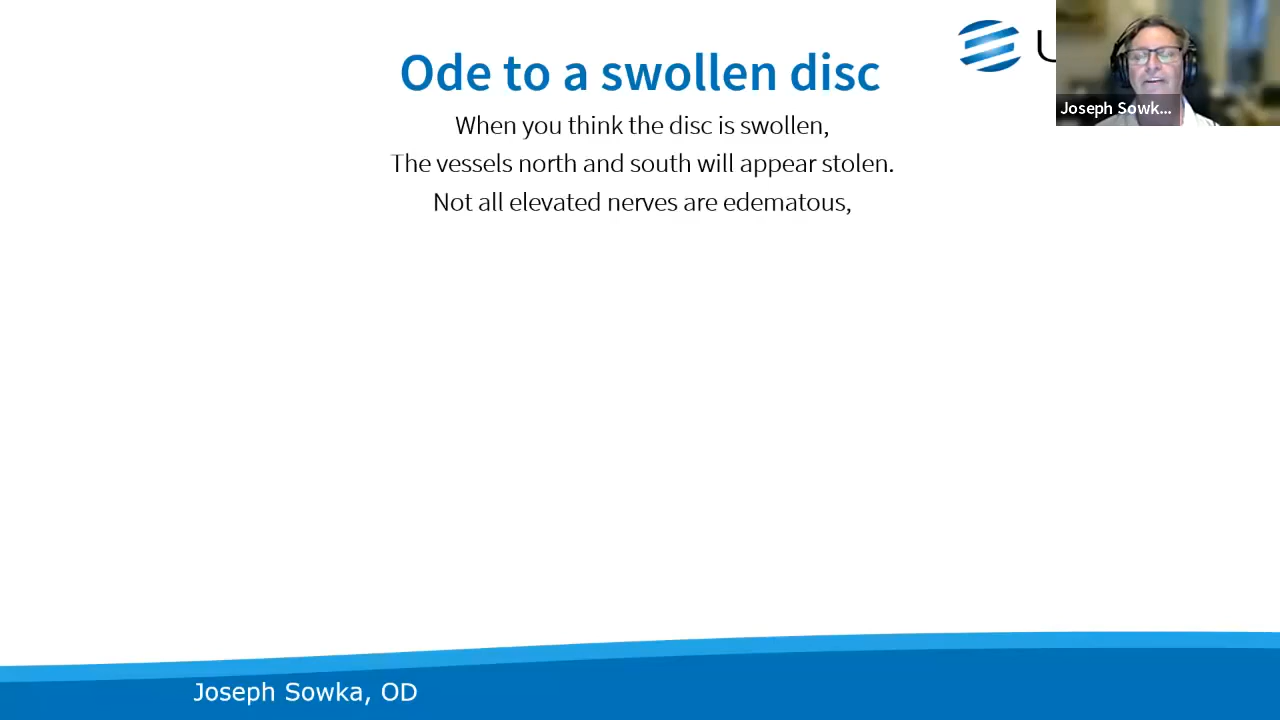 Ode to a swollen disc
When you think the disc is swollen,
The vessels north and south will appear stolen.
Not all elevated nerves are edematous,
U
Joseph Sowk...
Joseph Sowka, OD